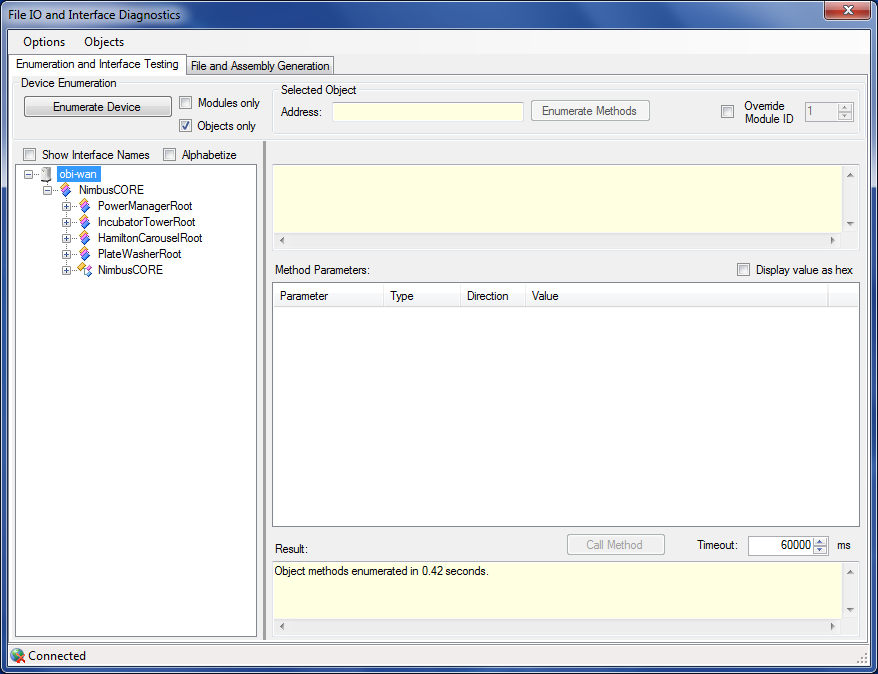 File IO and Interface Diagnostics
Options Objects
Enumeration and Interface Testing File and Assembly Generation
Device Enumeration
Enumerate Device
Modules only
Objects only
Selected Object
Address:
Enumerate Methods
Override
Module ID
1
Show Interface Names Alphabetize
obi-wan
NimbusCORE
PowerManagerRoot
IncubatorTowerRoot
HamiltonCarouselRoot
PlateWasherRoot
NimbusCORE
Method Parameters:
Display value as hex
Parameter Type Direction Value
Result:
Call Method
Timeout: 60000 ms
Object methods enumerated in 0.42 seconds.
Connected